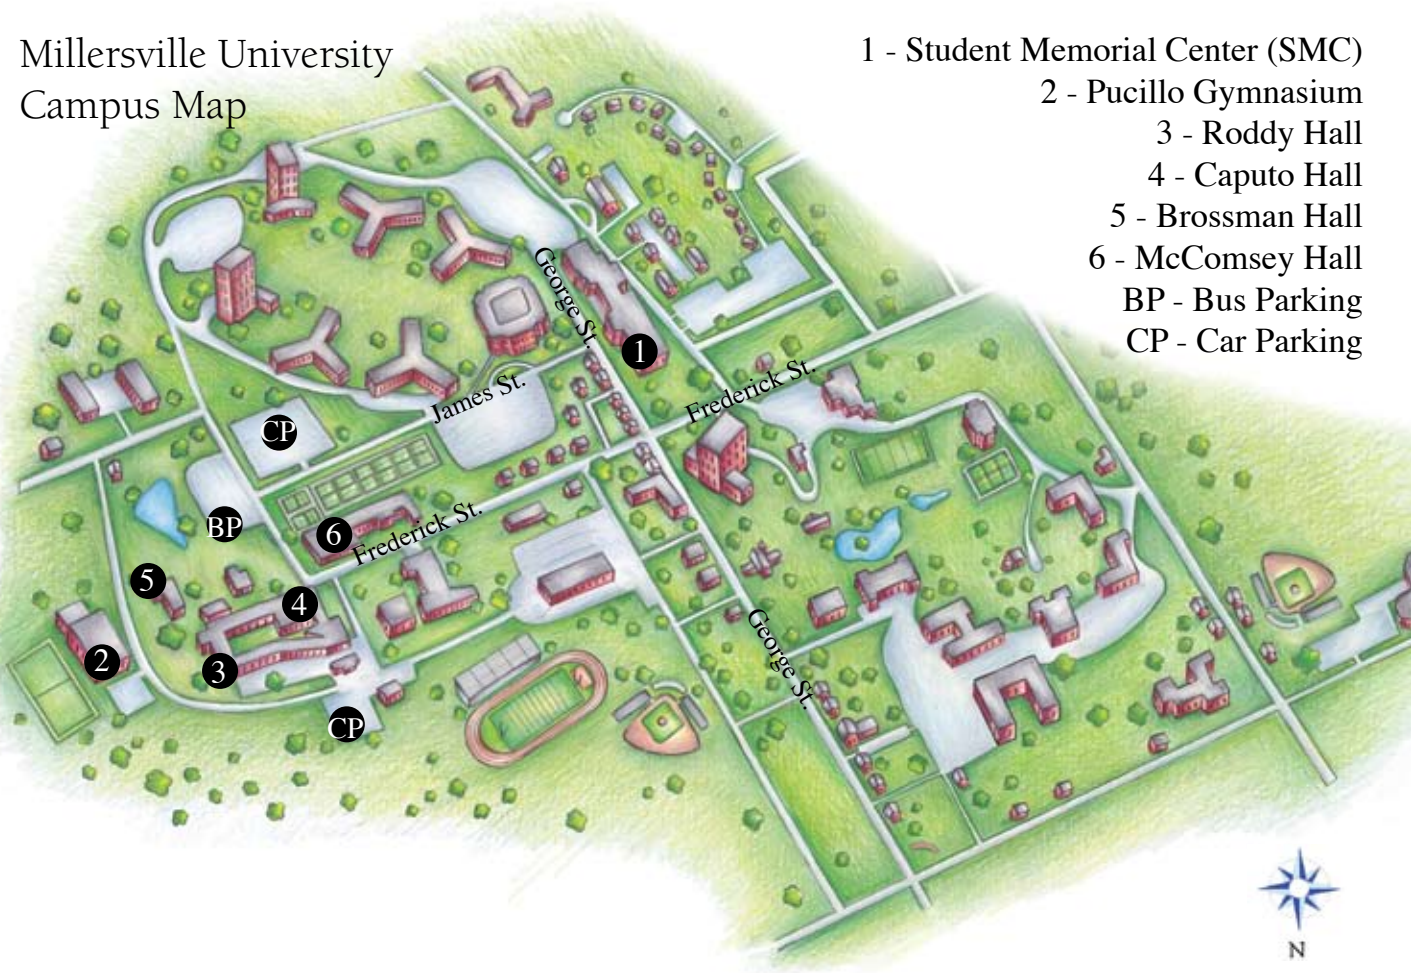 Millersville University
Campus Map
1 - Student Memorial Center (SMC)
2 - Pucillo Gymnasium
3 - Roddy Hall
4 - Caputo Hall
5 - Brossman Hall
6 - McComsey Hall
BP - Bus Parking
CP - Car Parking
George St.
1
James St.
Frederick St.
CP
BP
6
Frederick St.
5
4
2
3
George St.
CP
N